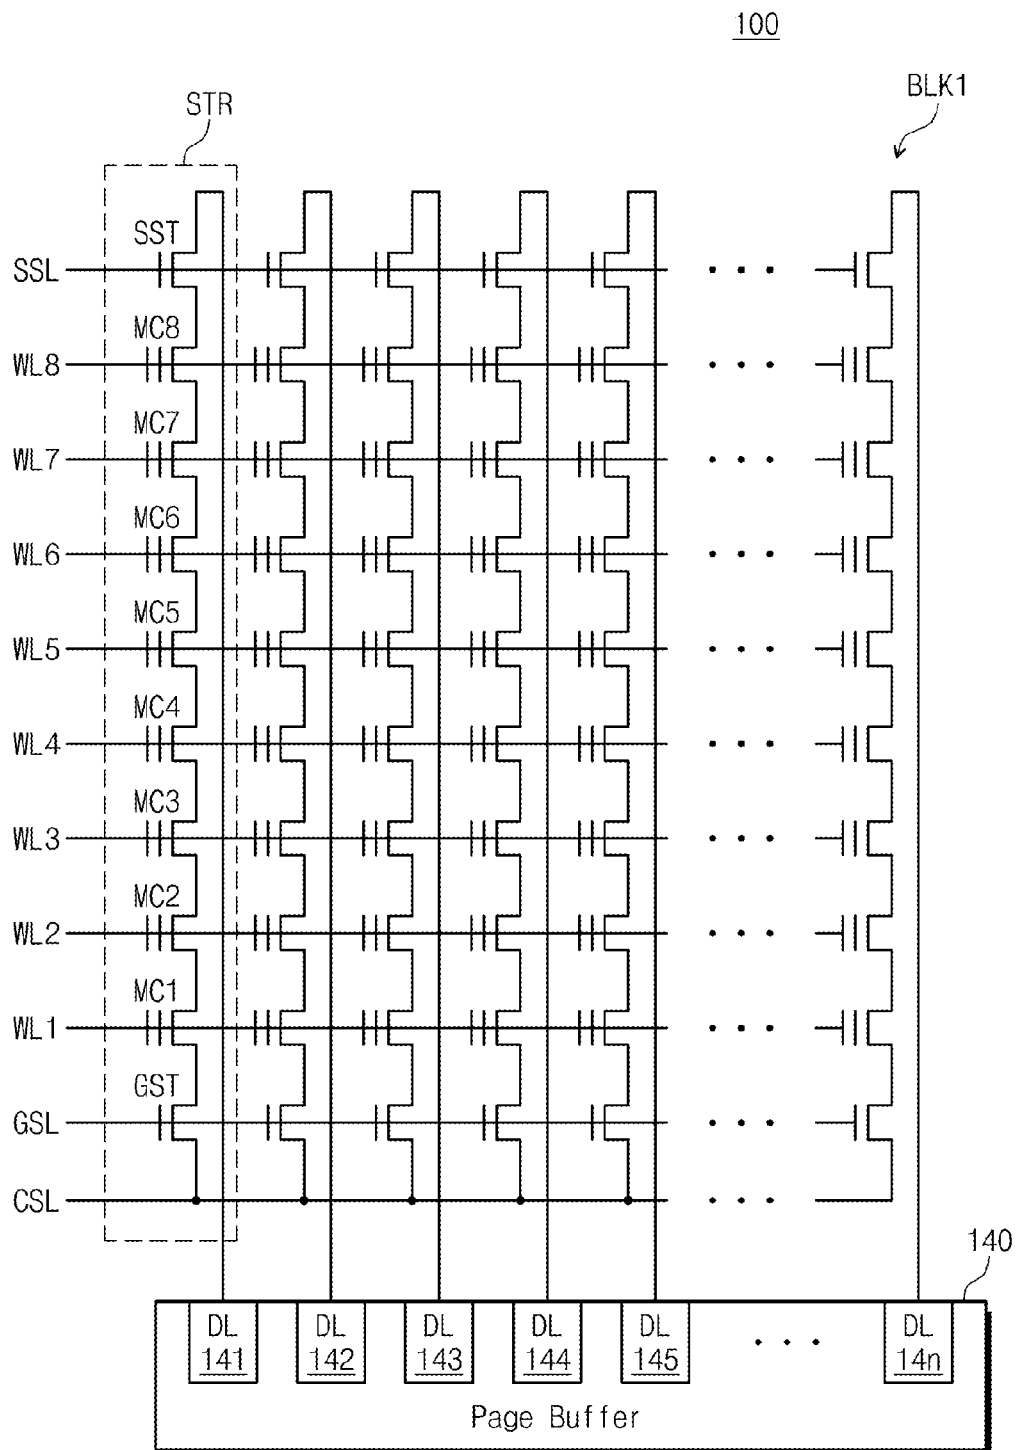 100
STR
BLK1
SST
SSL
MC8
WL8
MC7
WL7
MC6
WL6
MC5
WL5
MC4
WL4
MC3
WL3
MC2
WL2
MC1
WL1
GST
GSL
CSL
140
DL DL DL DL DL DL
141 142 143 144 145 14n
Page Buffer